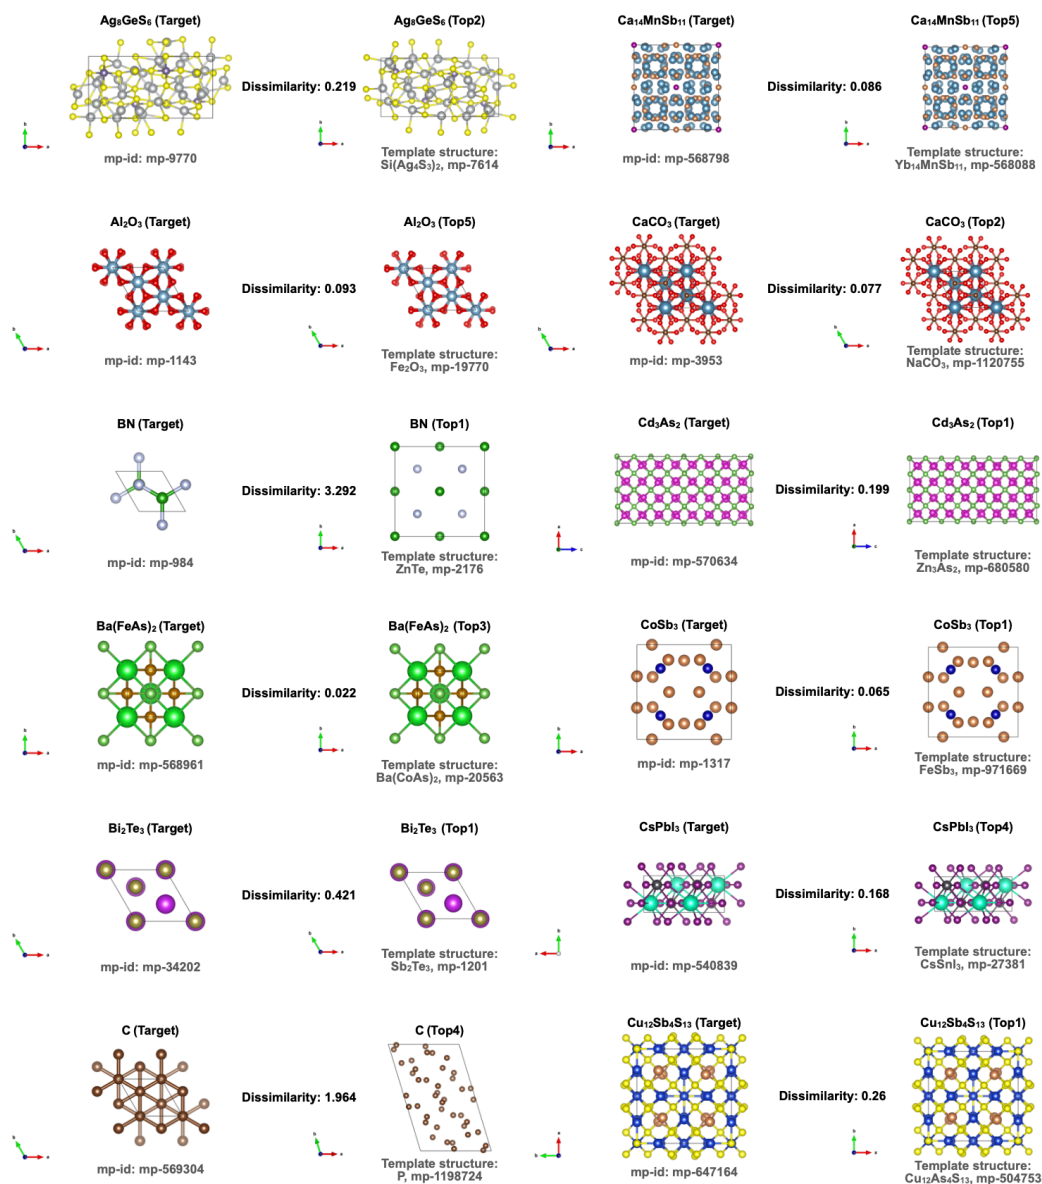 Ag₈GeS₆ (Target)
Ag₈GeS₆ (Top2)
Ca₁₄MnSb₁₁ (Target)
Ca₁₄MnSb₁₁ (Top5)
Dissimilarity: 0.219
Dissimilarity: 0.086
mp-id: mp-9770
Template structure:
Si(Ag₄S₃)₂, mp-7614
mp-id: mp-568798
Template structure:
Yb₁₄MnSb₁₁, mp-568088
Al₂O₃ (Target)
Al₂O₃ (Top5)
CaCO₃ (Target)
CaCO₃ (Top2)
Dissimilarity: 0.093
Dissimilarity: 0.077
mp-id: mp-1143
Template structure:
Fe₂O₃, mp-19770
mp-id: mp-3953
Template structure:
NaCO₃, mp-1120755
BN (Target)
BN (Top1)
Cd₃As₂ (Target)
Cd₃As₂ (Top1)
Dissimilarity: 3.292
Dissimilarity: 0.199
mp-id: mp-984
Template structure:
ZnTe, mp-2176
mp-id: mp-570634
Template structure:
Zn₃As₂, mp-680580
Ba(FeAs)₂ (Target)
Ba(FeAs)₂ (Top3)
CoSb₃ (Target)
CoSb₃ (Top1)
Dissimilarity: 0.022
Dissimilarity: 0.065
mp-id: mp-568961
Template structure:
Ba(CoAs)₂, mp-20563
mp-id: mp-1317
Template structure:
FeSb₃, mp-971669
Bi₂Te₃ (Target)
Bi₂Te₃ (Top1)
CsPbI₃ (Target)
CsPbI₃ (Top4)
Dissimilarity: 0.421
Dissimilarity: 0.168
mp-id: mp-34202
Template structure:
Sb₂Te₃, mp-1201
mp-id: mp-540839
Template structure:
CsSnI₃, mp-27381
C (Target)
C (Top4)
Cu₁₂Sb₄S₁₃ (Target)
Cu₁₂Sb₄S₁₃ (Top1)
Dissimilarity: 1.964
Dissimilarity: 0.26
mp-id: mp-569304
Template structure:
P, mp-1198724
mp-id: mp-647164
Template structure:
Cu₁₂As₄S₁₃, mp-504753